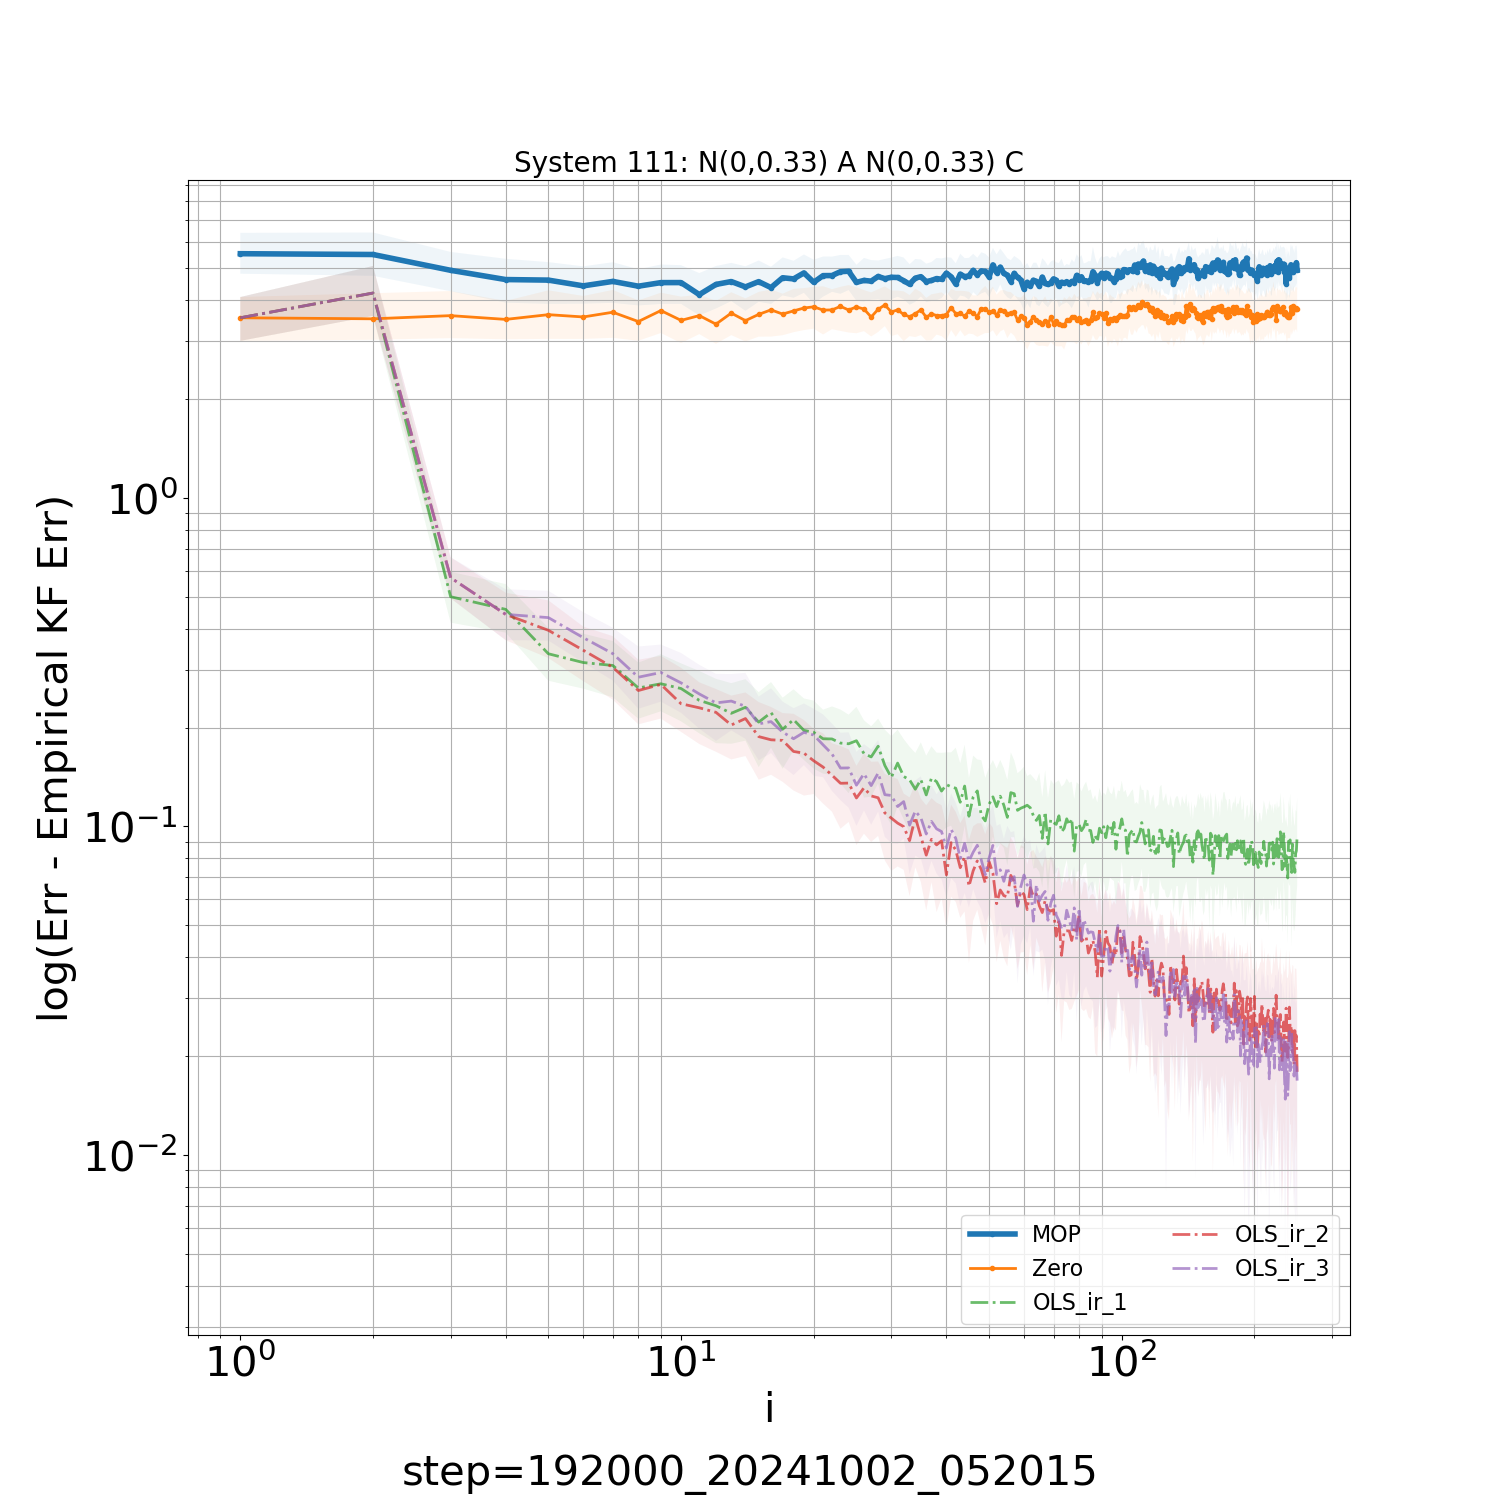 System 111: N(0,0.33) A N(0,0.33) C
log(Err - Empirical KF Err)
10⁰
10⁻¹
10⁻²
MOP
Zero
OLS_ir_1
OLS_ir_2
OLS_ir_3
10⁰ 10¹ 10²
i
step=192000_20241002_052015